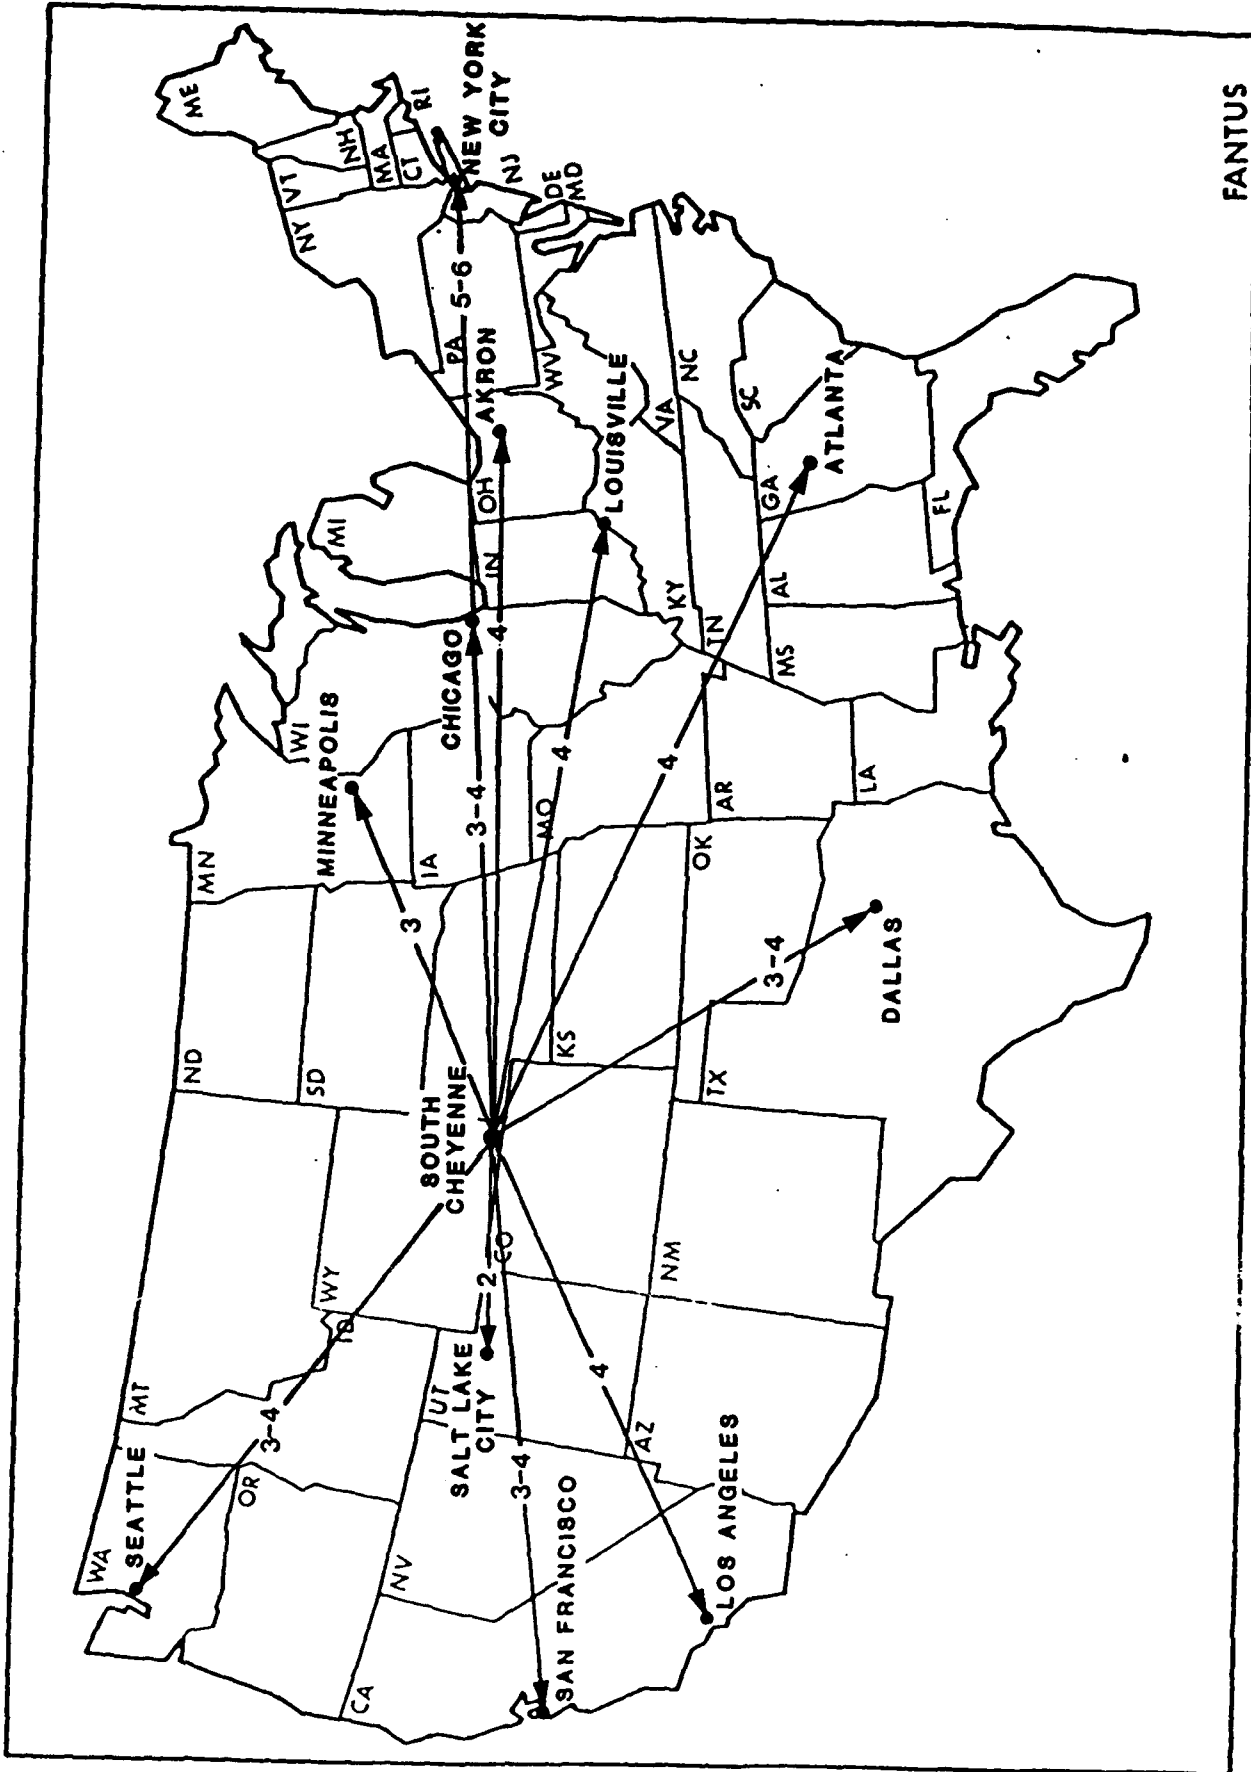 WA
SEATTLE
MT
ND
MN
OR
ID
WY
SD
MINNEAPOLIS
WI
MI
NY
VT
ME
NH
MA
CT
RI
NEW YORK
CITY
NJ
DE
MD
3-4
3
SOUTH
CHEYENNE
IA
CHICAGO
3-4
4
IN
OH
AKRON
PA
5-6
WV
CA
NV
UT
SALT LAKE
CITY
2
CO
3-4
SAN FRANCISCO
KS
MO
4
LOUISVILLE
KY
VA
NC
LOS ANGELES
4
AZ
NM
TX
OK
AR
4
TN
MS
AL
GA
SC
ATLANTA
3-4
DALLAS
LA
FL
FANTUS